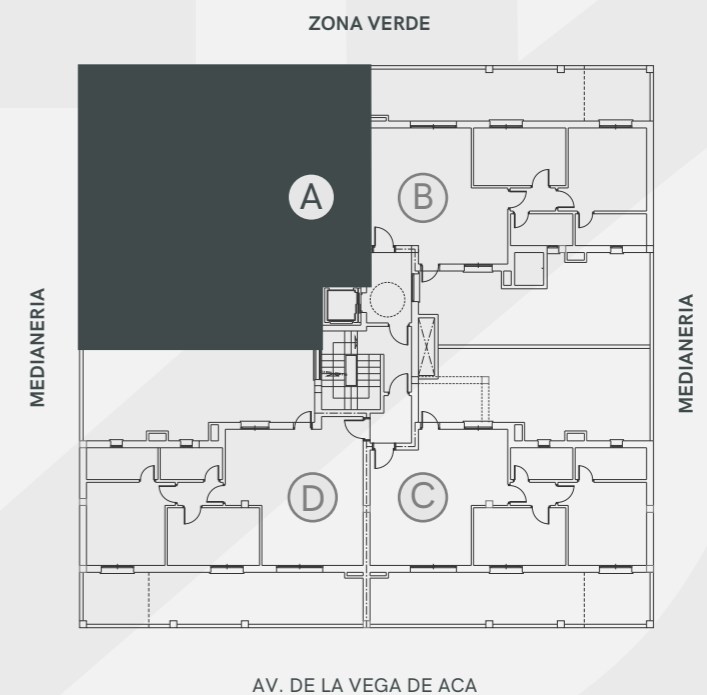 ZONA VERDE
A
B
MEDIANERIA
MEDIANERIA
D
C
AV. DE LA VEGA DE ACA